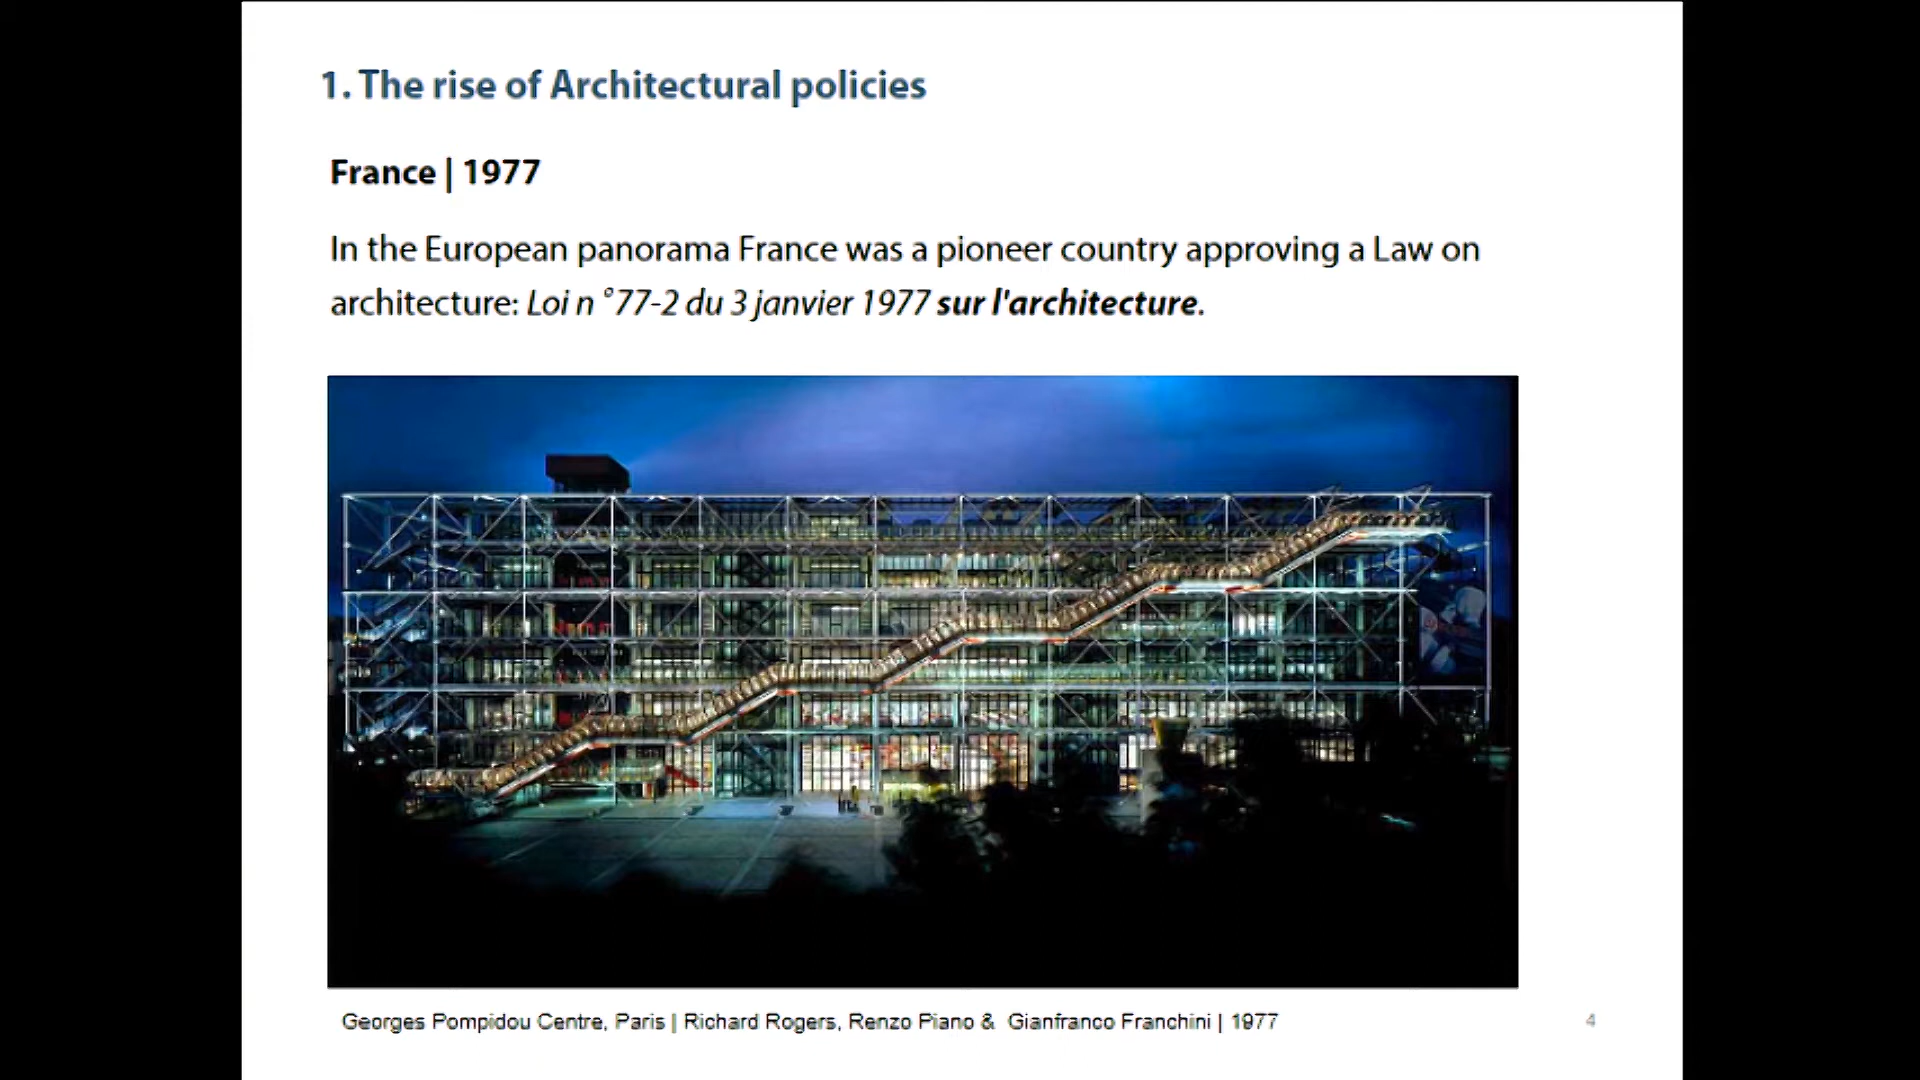 1. The rise of Architectural policies
France | 1977
In the European panorama France was a pioneer country approving a Law on
architecture: Loi n °77-2 du 3 janvier 1977 sur l'architecture.
Georges Pompidou Centre, Paris | Richard Rogers, Renzo Piano & Gianfranco Franchini | 1977
4